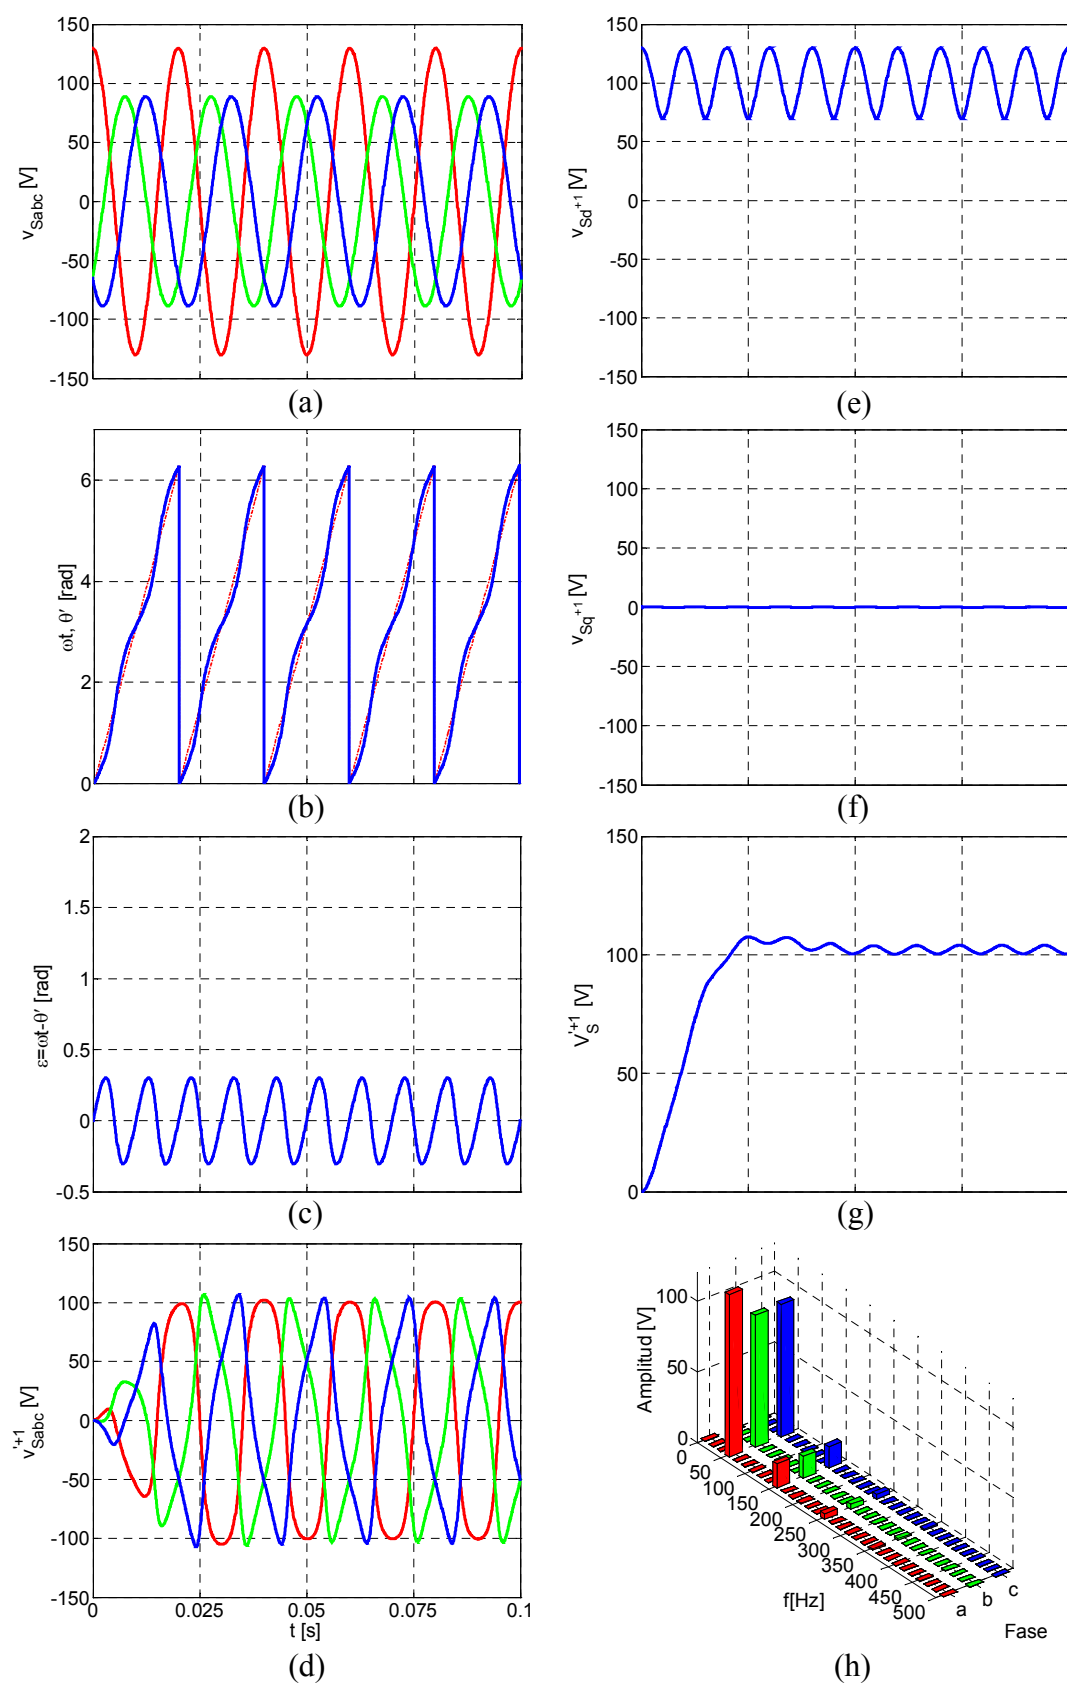 150
100
50
0
-50
-100
-150
v_Sabc [V]
(a)
6
4
2
0
ωt, θ' [rad]
(b)
2
1.5
1
0.5
0
-0.5
ε=ωt-θ' [rad]
(c)
150
100
50
0
-50
-100
-150
v'^+1_Sabc [V]
0 0.025 0.05 0.075 0.1
t [s]
(d)
150
100
50
0
-50
-100
-150
v_Sd^+1 [V]
(e)
150
100
50
0
-50
-100
-150
v_Sq^+1 [V]
(f)
150
100
50
0
V'^+1_S [V]
(g)
100
50
0
Amplitud [V]
0
50
100
150
200
250
300
350
400
450
500
f[Hz]
a
b
c
Fase
(h)